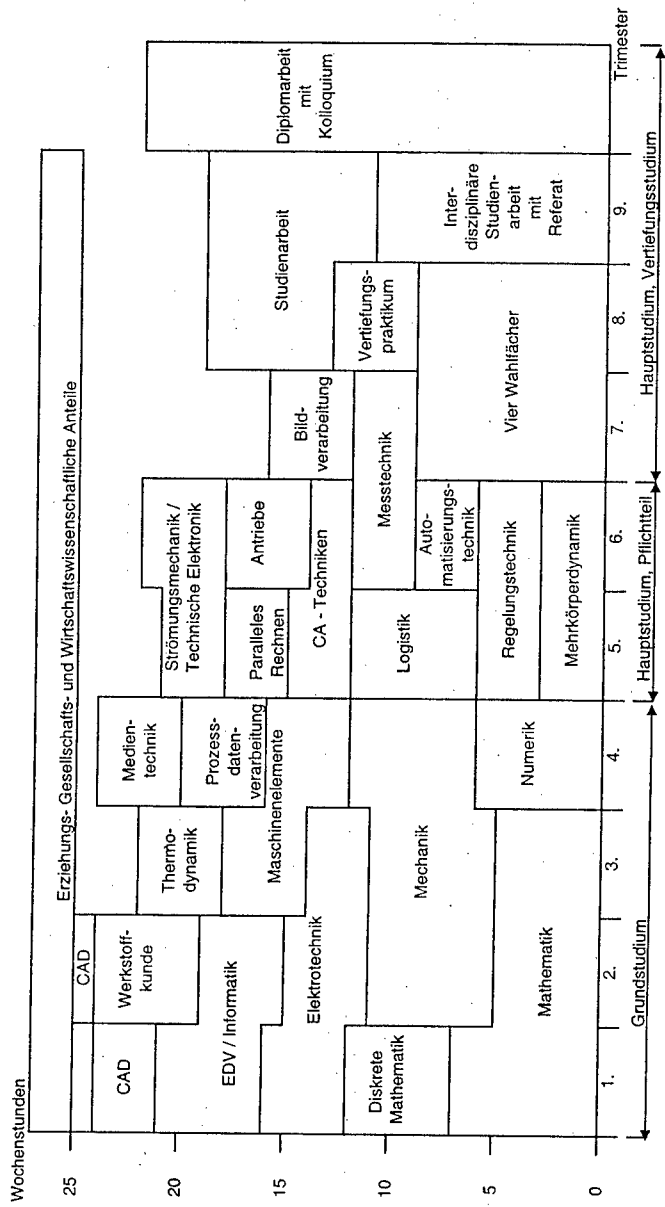 Wochenstunden
25
20
15
10
5
0
Erziehungs- Gesellschafts- und Wirtschaftswissenschaftliche Anteile
CAD
CAD
Werkstoff-
kunde
EDV / Informatik
Elektrotechnik
Diskrete
Mathematik
Mathematik
Thermo-
dynamik
Maschinenelemente
Mechanik
Medien-
technik
Prozess-
daten-
verarbeitung
Numerik
Strömungsmechanik /
Technische Elektronik
Paralleles
Rechnen
Antriebe
CA - Techniken
Logistik
Messtechnik
Auto-
matisierungs-
technik
Regelungstechnik
Mehrkörperdynamik
Bild-
verarbeitung
Vier Wahlfächer
Studienarbeit
Vertiefungs-
praktikum
Inter-
disziplinäre
Studien-
arbeit
mit
Referat
Diplomarbeit
mit
Kolloquium
1.
2.
3.
4.
5.
6.
7.
8.
9.
Trimester
Grundstudium
Hauptstudium, Pflichtteil
Hauptstudium, Vertiefungsstudium